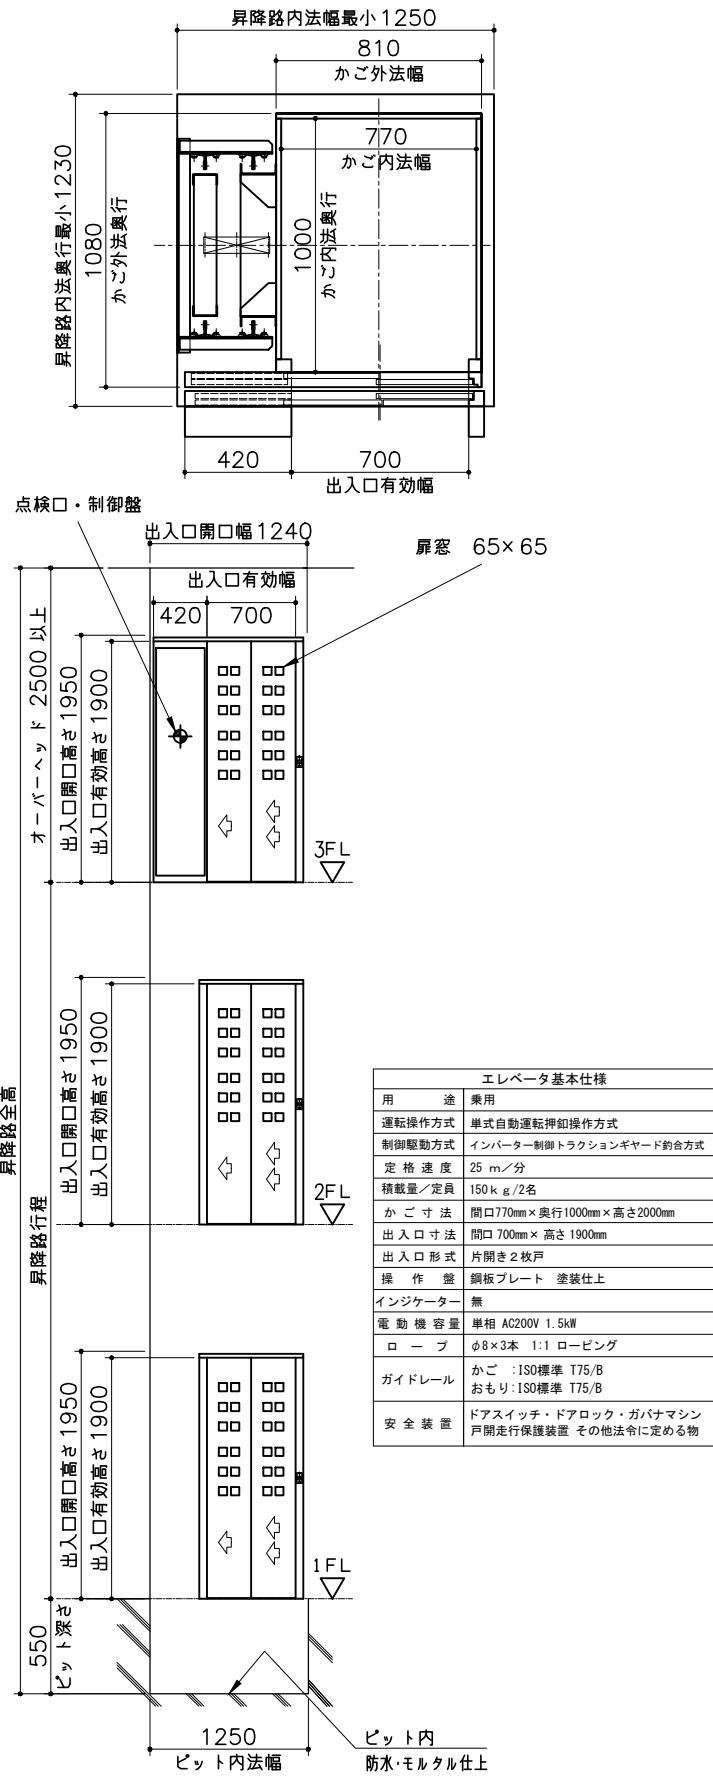 昇降路内法幅最小1250
810
かご外法幅
770
かご内法幅
昇降路内法奥行最小1230
1080
かご外法奥行
1000
かご内法奥行
420
700
出入口有効幅
点検口・制御盤
出入口開口幅1240
扉窓 65×65
出入口有効幅
420
700
オーバーヘッド 2500 以上
出入口開口高さ1950
出入口有効高さ1900
3FL
出入口開口高さ1950
出入口有効高さ1900
2FL
昇降路全高
昇降路行程
出入口開口高さ1950
出入口有効高さ1900
1FL
550
ピット深さ
1250
ピット内法幅
ピット内
防水・モルタル仕上
エレベータ基本仕様
用途 乗用
運転操作方式 単式自動運転押釦操作方式
制御駆動方式 インバーター制御トラクションギヤード釣合方式
定格速度 25 m／分
積載量／定員 150kg/2名
かご寸法 間口770mm×奥行1000mm×高さ2000mm
出入口寸法 間口 700mm× 高さ 1900mm
出入口形式 片開き2枚戸
操作盤 鋼板プレート 塗装仕上
インジケーター 無
電動機容量 単相 AC200V 1.5kW
ロープ φ8×3本 1:1 ローピング
ガイドレール かご :ISO標準 T75/B
おもり:ISO標準 T75/B
安全装置 ドアスイッチ・ドアロック・ガバナマシン
戸開走行保護装置 その他法令に定める物